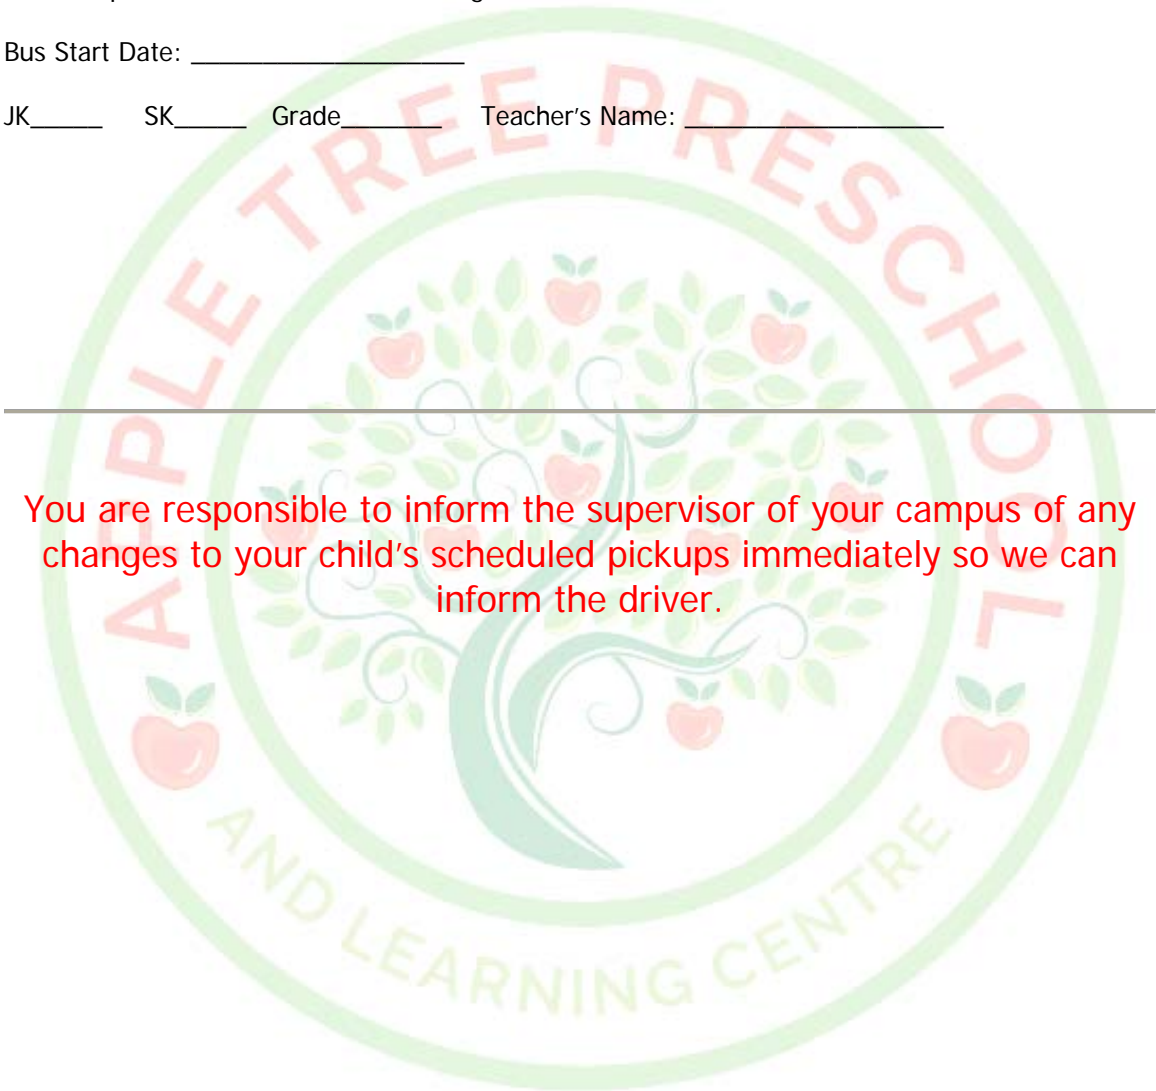 Bus Start Date: ___________________
JK_____ SK_____ Grade_______ Teacher's Name: __________________
APPLE TREE PRESCHOOL
You are responsible to inform the supervisor of your campus of any
changes to your child's scheduled pickups immediately so we can
inform the driver.
AND LEARNING CENTRE